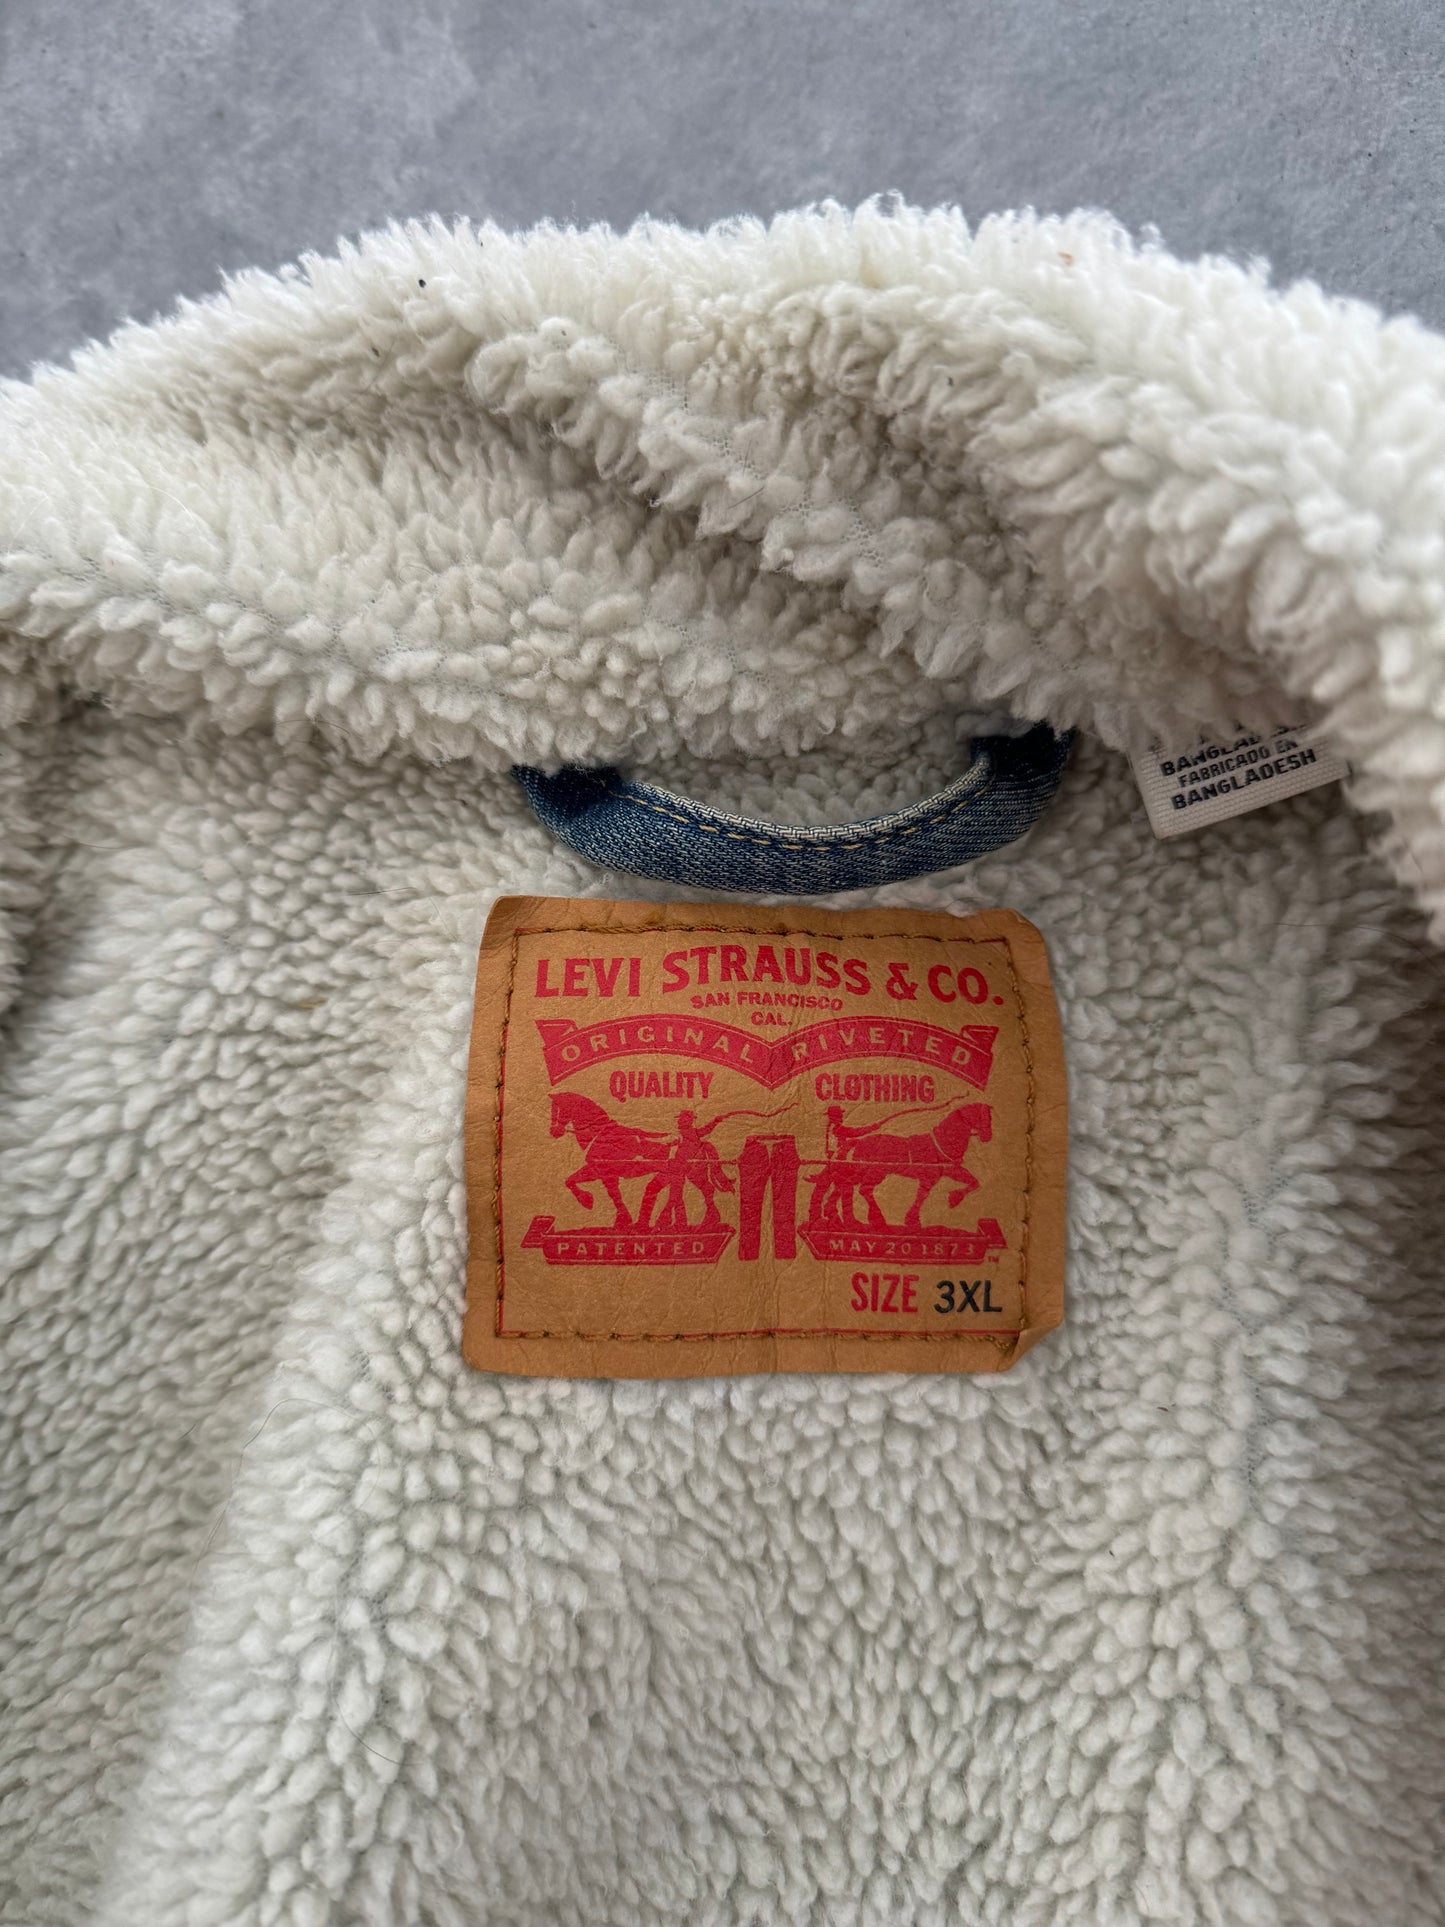 BANGLADESH
FABRICADO EN
BANGLADESH
LEVI STRAUSS & CO.
SAN FRANCISCO
CAL.
ORIGINAL RIVETED
QUALITY CLOTHING
PATENTED MAY 20 1873 ™
SIZE 3XL